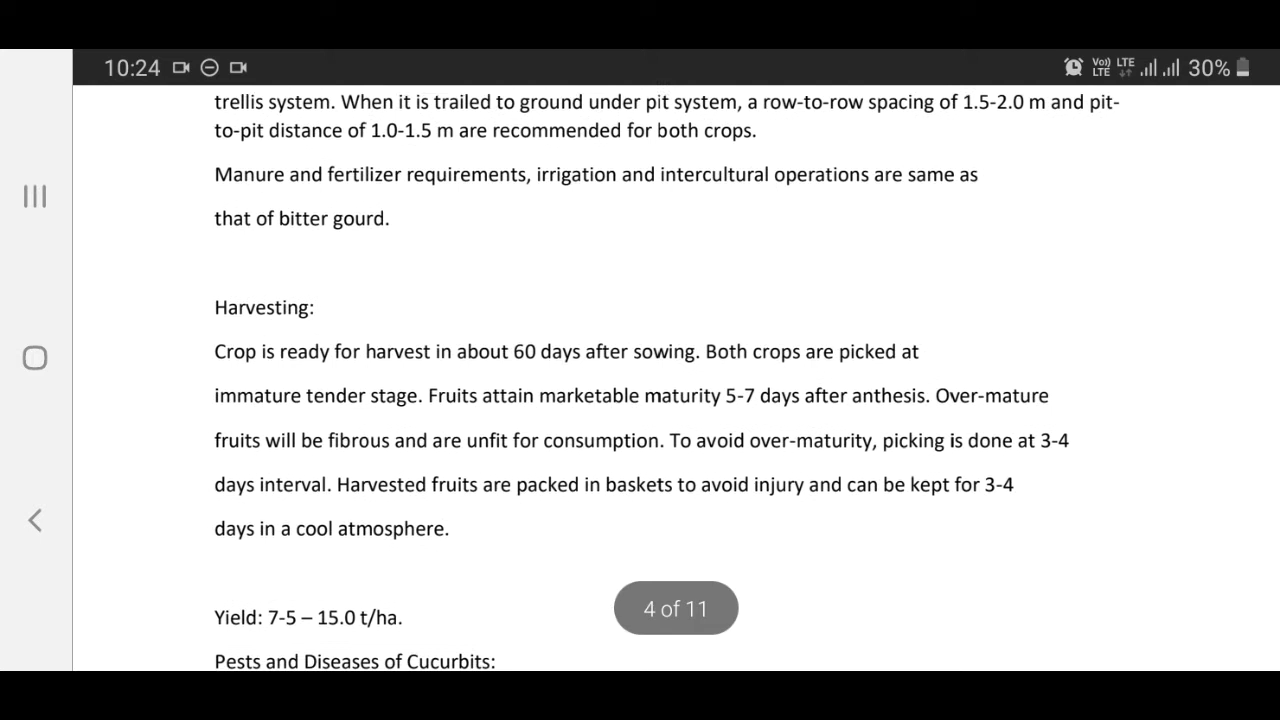 10:24 Vo)) LTE LTE 30%
trellis system. When it is trailed to ground under pit system, a row-to-row spacing of 1.5-2.0 m and pit-
to-pit distance of 1.0-1.5 m are recommended for both crops.
Manure and fertilizer requirements, irrigation and intercultural operations are same as
that of bitter gourd.
Harvesting:
Crop is ready for harvest in about 60 days after sowing. Both crops are picked at
immature tender stage. Fruits attain marketable maturity 5-7 days after anthesis. Over-mature
fruits will be fibrous and are unfit for consumption. To avoid over-maturity, picking is done at 3-4
days interval. Harvested fruits are packed in baskets to avoid injury and can be kept for 3-4
days in a cool atmosphere.
Yield: 7-5 – 15.0 t/ha.
4 of 11
Pests and Diseases of Cucurbits: